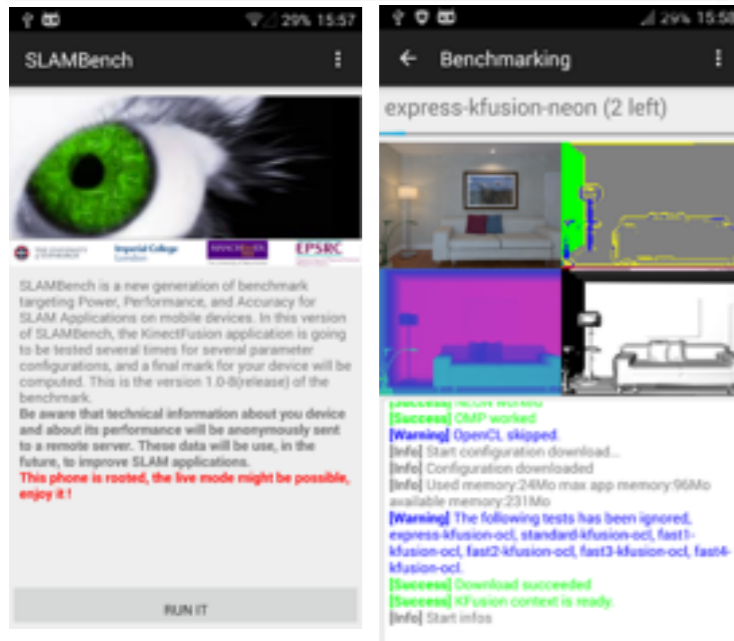 29% 15:57
SLAMBench
THE UNIVERSITY
of EDINBURGH
Imperial College
London
MANCHESTER
EPSRC
SLAMBench is a new generation of benchmark
targeting Power, Performance, and Accuracy for
SLAM Applications on mobile devices. In this version
of SLAMBench, the KinectFusion application is going
to be tested several times for several parameter
configurations, and a final mark for your device will be
computed. This is the version 1.0-8(release) of the
benchmark.
Be aware that technical information about you device
and about its performance will be anonymously sent
to a remote server. These data will be use, in the
future, to improve SLAM applications.
This phone is rooted, the live mode might be possible,
enjoy it !
RUN IT
29% 15:58
Benchmarking
express-kfusion-neon (2 left)
[Success] NEON worked
[Success] OMP worked
[Warning] OpenCL skipped.
[Info] Start configuration download...
[Info] Configuration downloaded
[Info] Used memory:24Mo max app memory:96Mo
available memory:231Mo
[Warning] The following tests has been ignored,
express-kfusion-ocl, standard-kfusion-ocl, fast1-
kfusion-ocl, fast2-kfusion-ocl, fast3-kfusion-ocl, fast4-
kfusion-ocl.
[Success] Download succeeded
[Success] KFusion context is ready.
[Info] Start infos